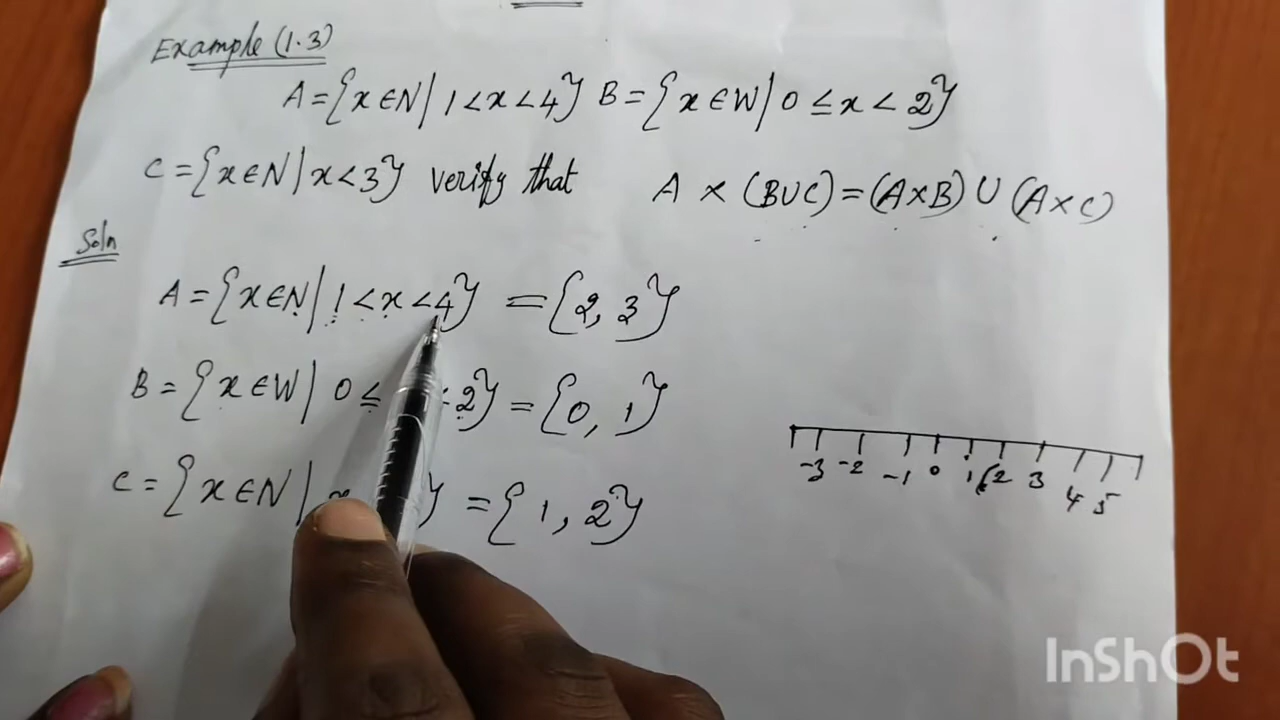 Example (1.3)
A = {x ∈ N | 1 < x < 4} B = {x ∈ W | 0 ≤ x < 2}
C = {x ∈ N | x < 3} verify that A × (B∪C) = (A×B) ∪ (A×C)
Soln
A = {x ∈ N | 1 < x < 4} = {2, 3}
B = {x ∈ W | 0 ≤ < 2} = {0, 1}
C = {x ∈ N | x } = {1, 2}
-3 -2 -1 0 1 2 3 4 5
InShOt